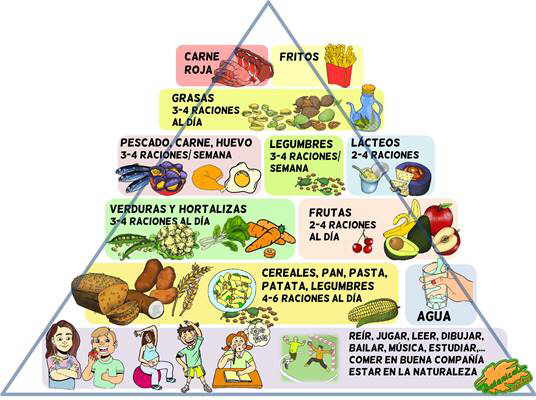 CARNE
ROJA
FRITOS
GRASAS
3-4 RACIONES
AL DÍA
PESCADO, CARNE, HUEVO
3-4 RACIONES/ SEMANA
LEGUMBRES
3-4 RACIONES/
SEMANA
LÁCTEOS
2-4 RACIONES
VERDURAS Y HORTALIZAS
3-4 RACIONES AL DÍA
FRUTAS
2-4 RACIONES
AL DÍA
CEREALES, PAN, PASTA,
PATATA, LEGUMBRES
4-6 RACIONES AL DÍA
AGUA
REÍR, JUGAR, LEER, DIBUJAR,
BAILAR, MÚSICA, ESTUDIAR,...
COMER EN BUENA COMPAÑÍA
ESTAR EN LA NATURALEZA